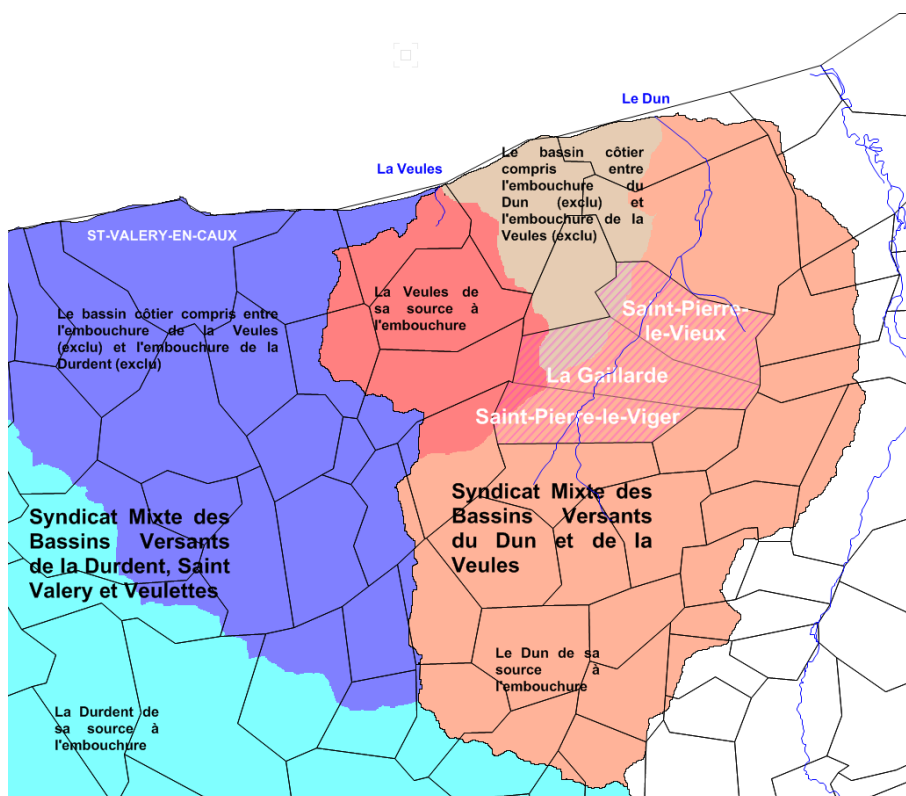 Le Dun
La Veules
Le bassin côtier
compris entre
l'embouchure du
Dun (exclu) et
l'embouchure de la
Veules (exclu)
ST-VALERY-EN-CAUX
La Veules de
sa source à
l'embouchure
Le bassin côtier compris entre
l'embouchure de la Veules
(exclu) et l'embouchure de la
Durdent (exclu)
Saint-Pierre-
le-Vieux
La Gaillarde
Saint-Pierre-le-Viger
Syndicat Mixte des
Bassins Versants
du Dun et de la
Veules
Syndicat Mixte des
Bassins Versants
de la Durdent, Saint
Valery et Veulettes
Le Dun de sa
source à
l'embouchure
La Durdent de
sa source à
l'embouchure